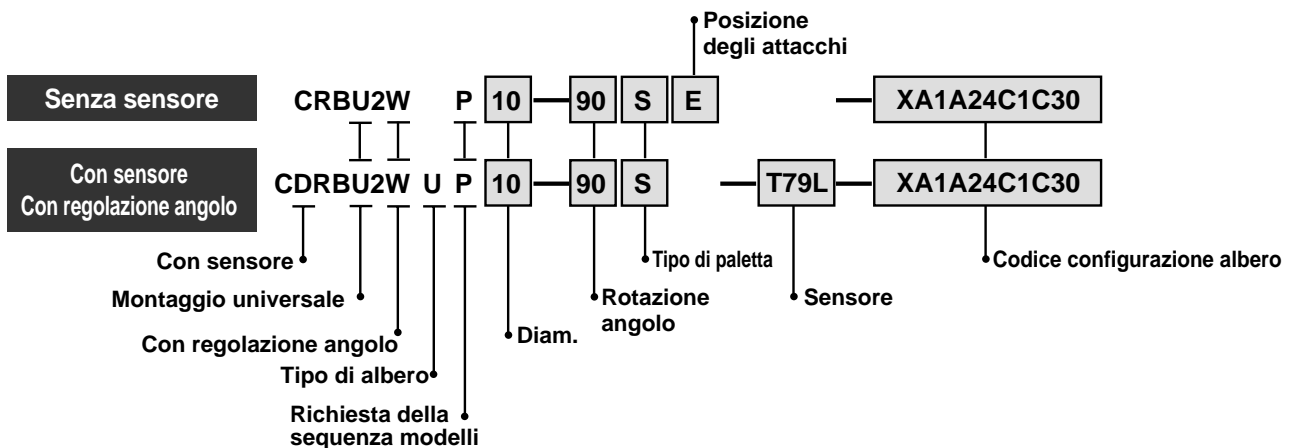 Posizione
degli attacchi
Senza sensore
CRBU2W P 10 — 90 S E — XA1A24C1C30
Con sensore
Con regolazione angolo
CDRBU2W U P 10 — 90 S — T79L — XA1A24C1C30
Con sensore
Tipo di paletta
Codice configurazione albero
Montaggio universale
Rotazione
angolo
Sensore
Con regolazione angolo
Diam.
Tipo di albero
Richiesta della
sequenza modelli